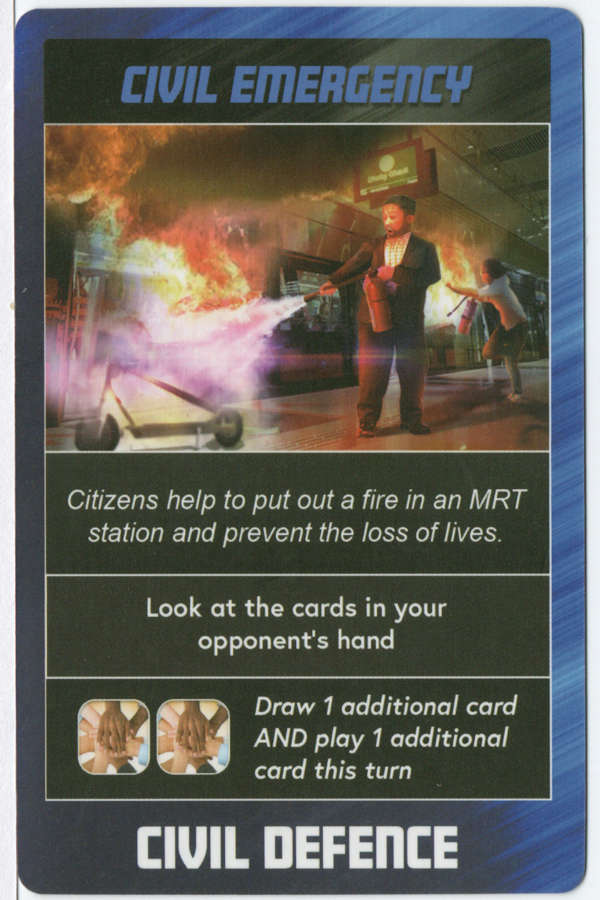 CIVIL EMERGENCY
Dhoby Ghaut
Citizens help to put out a fire in an MRT
station and prevent the loss of lives.
Look at the cards in your
opponent's hand
Draw 1 additional card
AND play 1 additional
card this turn
CIVIL DEFENCE